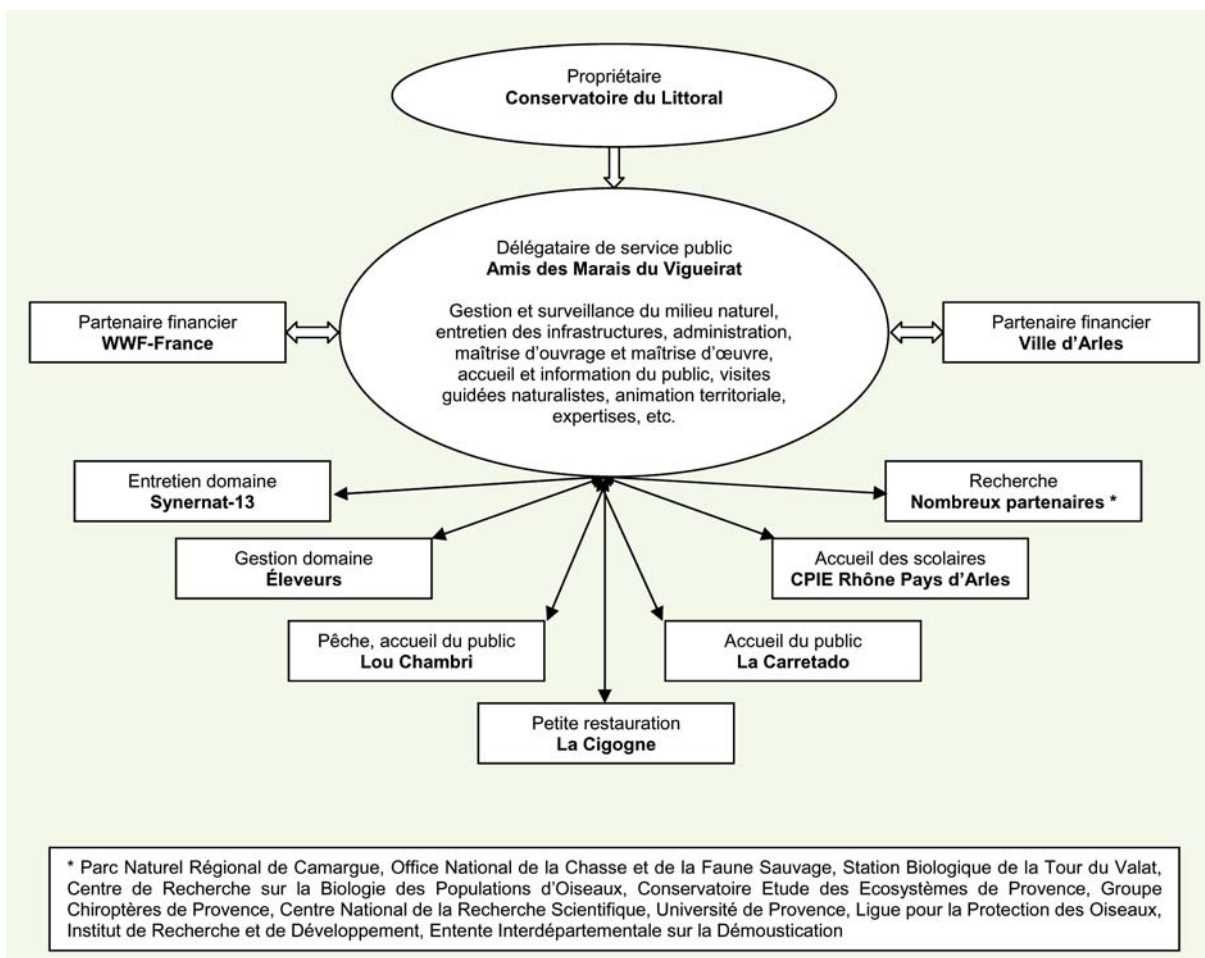 Propriétaire
Conservatoire du Littoral
Délégataire de service public
Amis des Marais du Vigueirat
Gestion et surveillance du milieu naturel,
entretien des infrastructures, administration,
maîtrise d'ouvrage et maîtrise d'œuvre,
accueil et information du public, visites
guidées naturalistes, animation territoriale,
expertises, etc.
Partenaire financier
WWF-France
Partenaire financier
Ville d'Arles
Entretien domaine
Synernat-13
Recherche
Nombreux partenaires *
Gestion domaine
Éleveurs
Accueil des scolaires
CPIE Rhône Pays d'Arles
Pêche, accueil du public
Lou Chambri
Accueil du public
La Carretado
Petite restauration
La Cigogne
* Parc Naturel Régional de Camargue, Office National de la Chasse et de la Faune Sauvage, Station Biologique de la Tour du Valat,
Centre de Recherche sur la Biologie des Populations d'Oiseaux, Conservatoire Etude des Ecosystèmes de Provence, Groupe
Chiroptères de Provence, Centre National de la Recherche Scientifique, Université de Provence, Ligue pour la Protection des Oiseaux,
Institut de Recherche et de Développement, Entente Interdépartementale sur la Démoustication